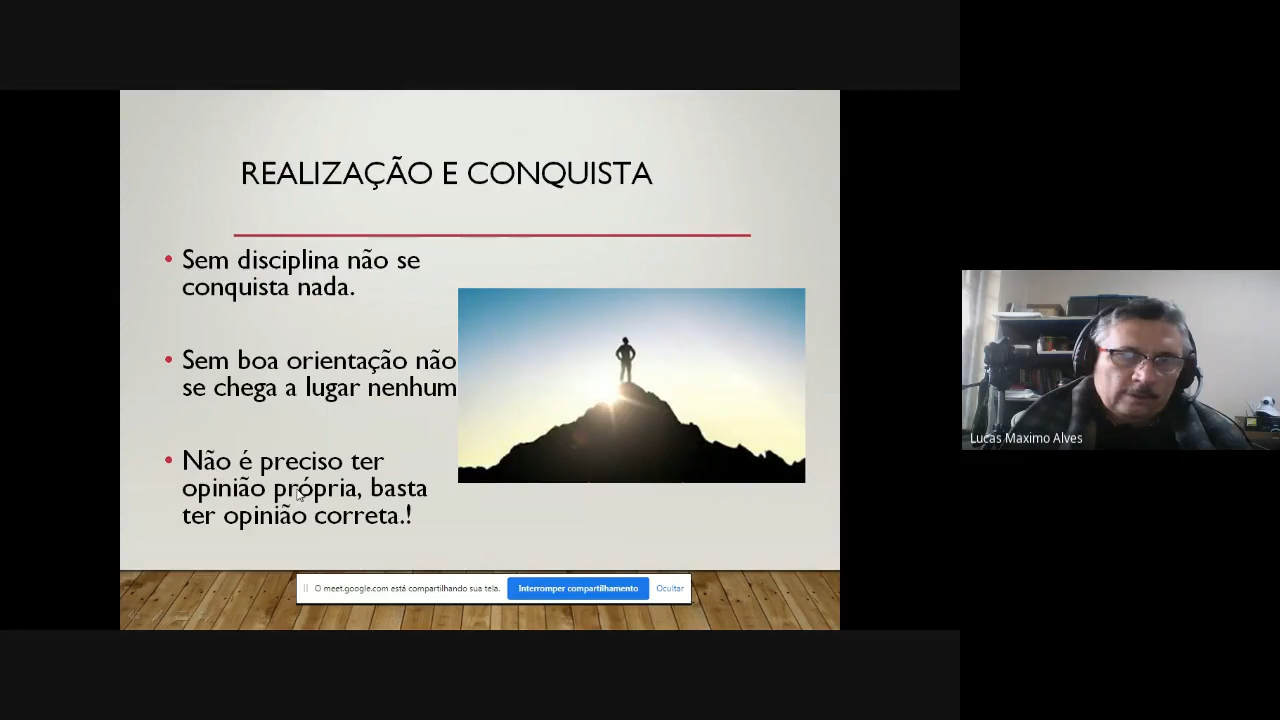 REALIZAÇÃO E CONQUISTA
• Sem disciplina não se
conquista nada.
• Sem boa orientação não
se chega a lugar nenhum
• Não é preciso ter
opinião própria, basta
ter opinião correta.!
O meet.google.com está compartilhando sua tela.
Interromper compartilhamento
Ocultar
Lucas Maximo Alves